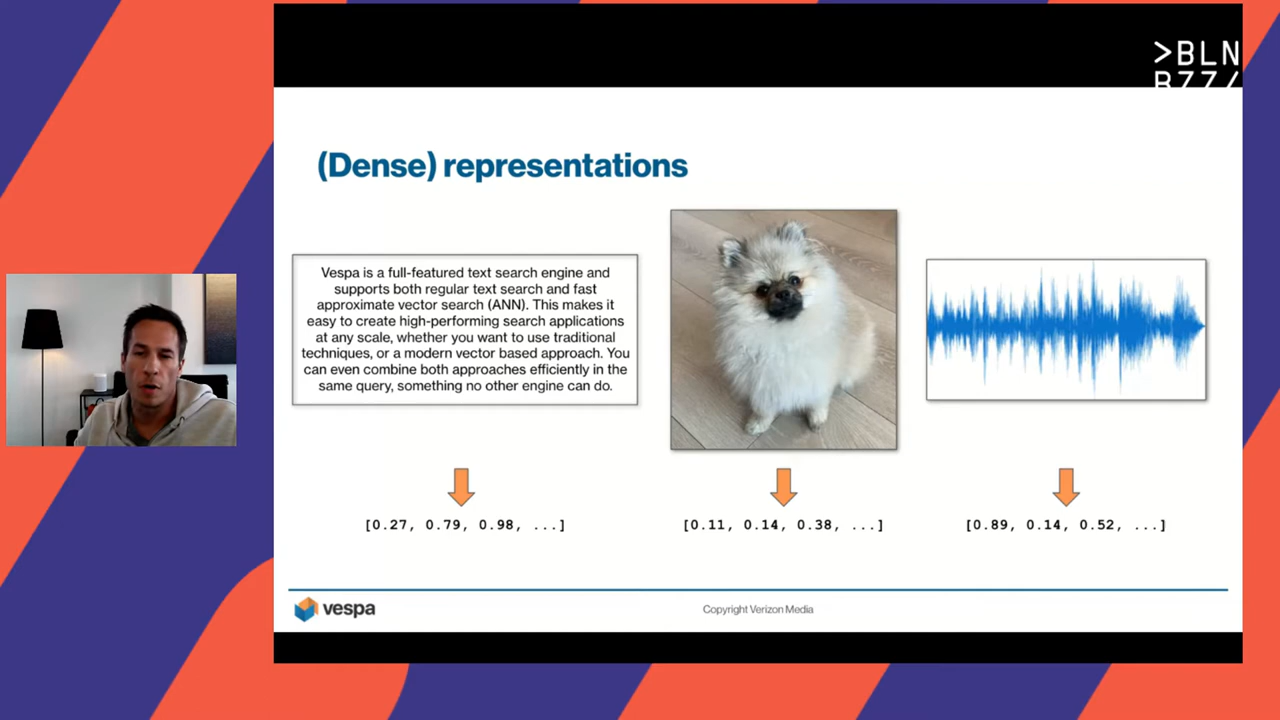 >BLN
BZZ/
(Dense) representations
Vespa is a full-featured text search engine and
supports both regular text search and fast
approximate vector search (ANN). This makes it
easy to create high-performing search applications
at any scale, whether you want to use traditional
techniques, or a modern vector based approach. You
can even combine both approaches efficiently in the
same query, something no other engine can do.
[0.27, 0.79, 0.98, ...]
[0.11, 0.14, 0.38, ...]
[0.89, 0.14, 0.52, ...]
vespa
Copyright Verizon Media